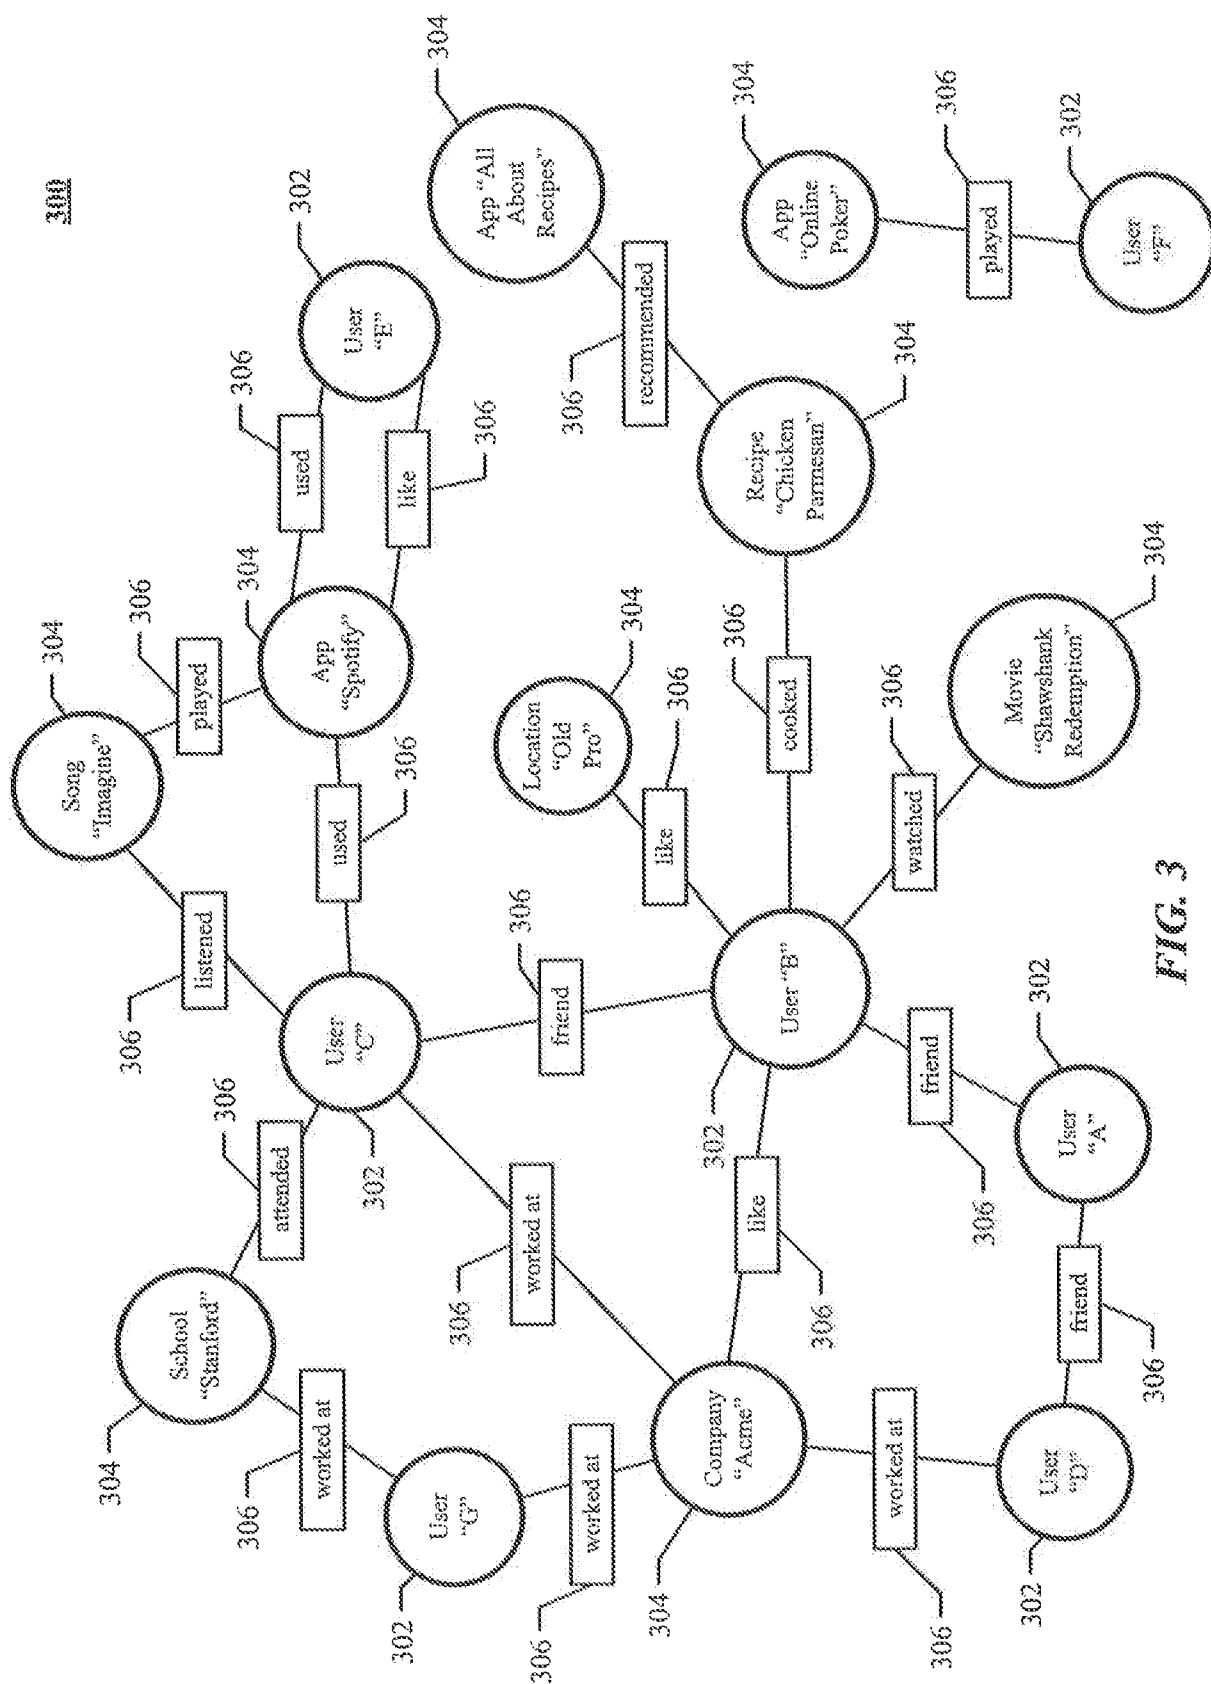 300
304
Song
"Imagine"
304
306
306
School
"Stanford"
listened
played
306
306
306
304
attended
302
worked at
used
User
"C"
App
"Spotify"
used
User
"E"
302
306
like
302
304
User
"G"
306
306
App "All
About
Recipes"
306
worked at
306
Location
"Old
Pro"
friend
306
worked at
306
304
recommended
304
306
like
302
306
306
Company
"Acme"
like
User "B"
cooked
Recipe
"Chicken
Parmesan"
304
App
"Online
Poker"
306
worked at
306
304
306
friend
watched
306
306
306
played
Movie
"Shawshank
Redemption"
302
User
"D"
friend
User
"A"
302
302
User
"F"
306
304
FIG. 3